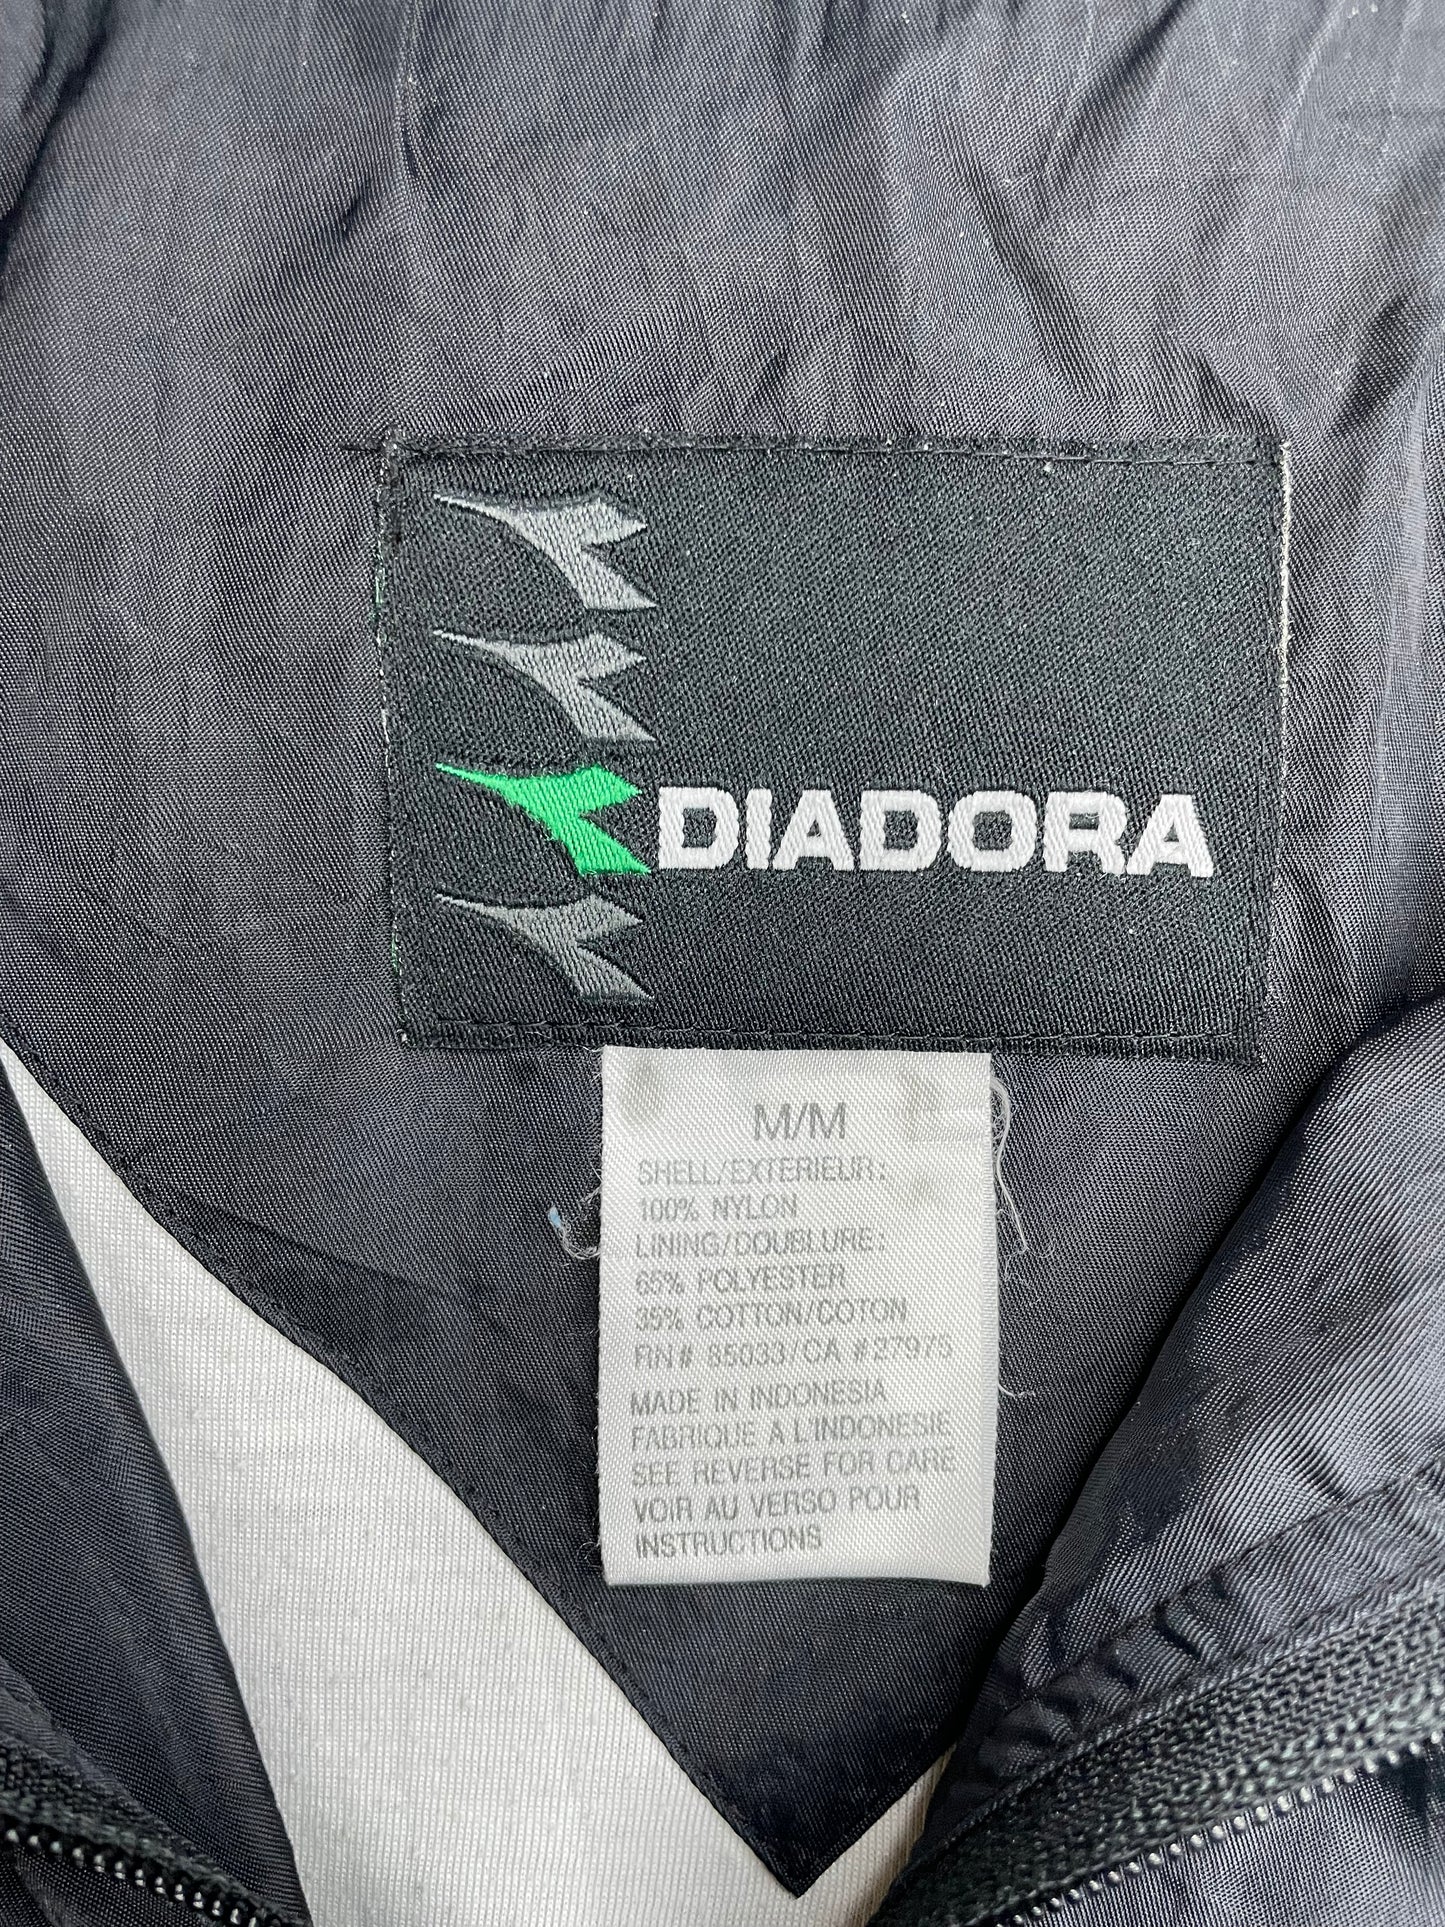 DIADORA
M/M
SHELL/EXTERIEUR:
100% NYLON
LINING/DOUBLURE:
65% POLYESTER
35% COTTON/COTON
RN# 85033/CA #27975
MADE IN INDONESIA
FABRIQUE A L'INDONESIE
SEE REVERSE FOR CARE
VOIR AU VERSO POUR
INSTRUCTIONS